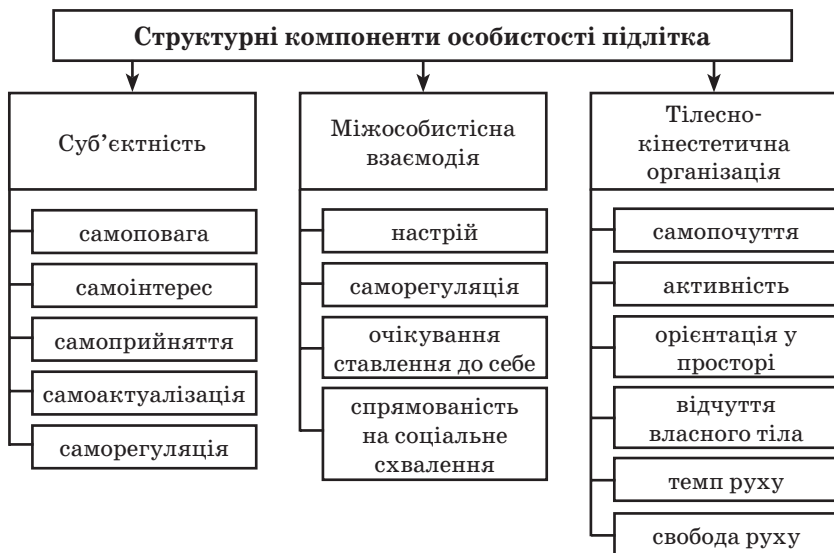 Структурні компоненти особистості підлітка
Суб’єктність
самоповага
самоінтерес
самоприйняття
самоактуалізація
саморегуляція
Міжособистісна
взаємодія
настрій
саморегуляція
очікування
ставлення до себе
спрямованість
на соціальне
схвалення
Тілесно-
кінестетична
організація
самопочуття
активність
орієнтація у
просторі
відчуття
власного тіла
темп руху
свобода руху